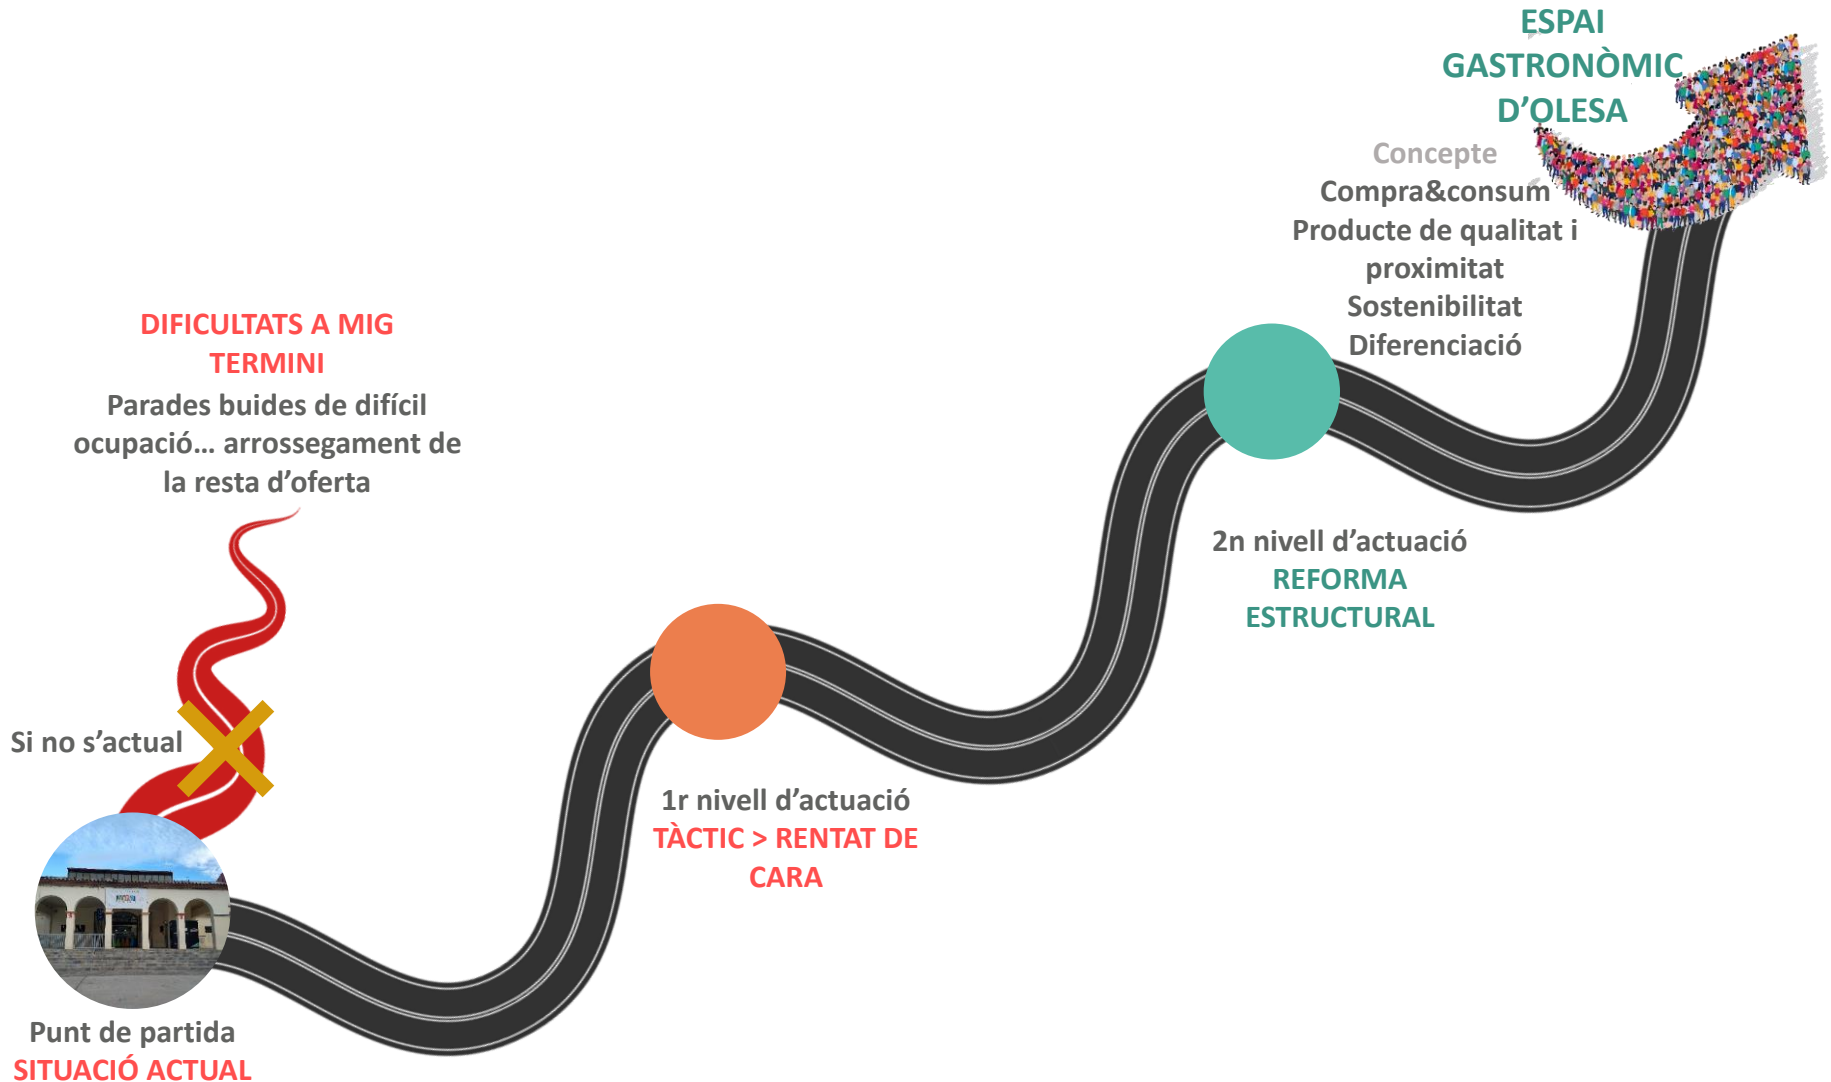 ESPAI
GASTRONÒMIC
D'OLESA
Concepte
Compra&consum
Producte de qualitat i
proximitat
Sostenibilitat
Diferenciació
DIFICULTATS A MIG
TERMINI
Parades buides de difícil
ocupació… arrossegament de
la resta d'oferta
2n nivell d'actuació
REFORMA
ESTRUCTURAL
Si no s'actual
1r nivell d'actuació
TÀCTIC > RENTAT DE
CARA
Punt de partida
SITUACIÓ ACTUAL